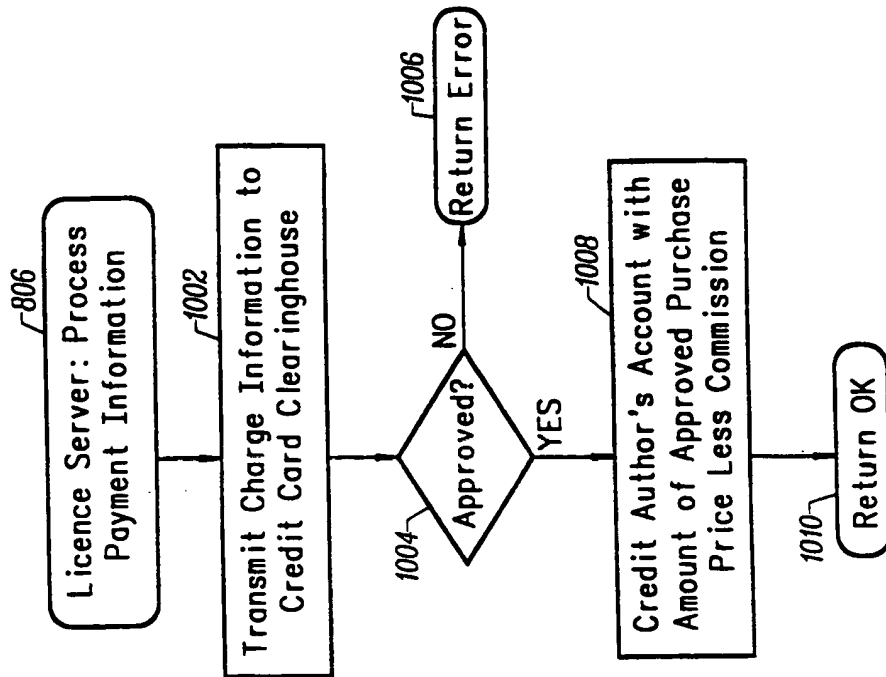 806
Licence Server: Process
Payment Information
1002
Transmit Charge Information to
Credit Card Clearinghouse
1004
Approved?
NO
1006
Return Error
YES
1008
Credit Author's Account with
Amount of Approved Purchase
Price Less Commission
1010
Return OK